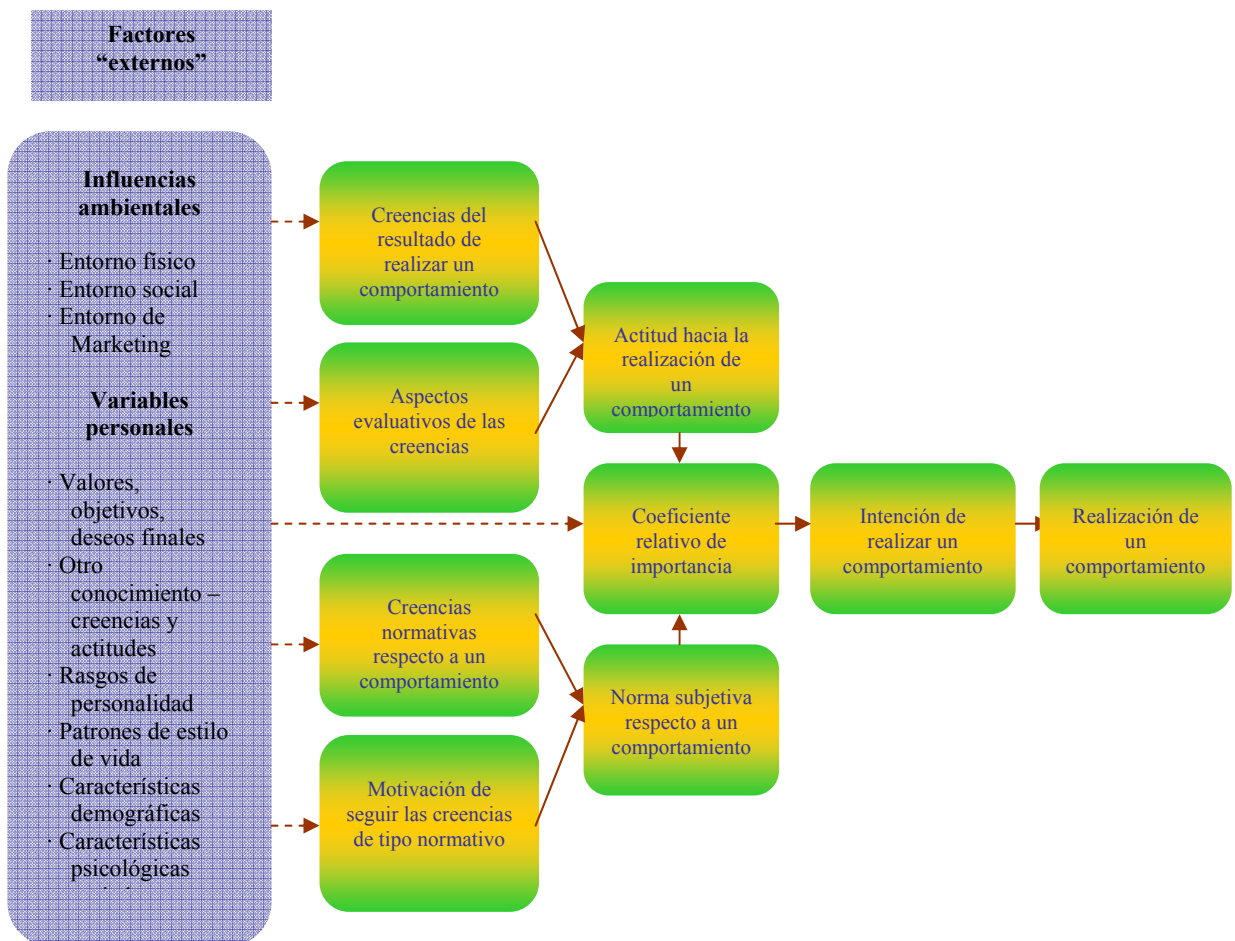 Factores
“externos”
Influencias
ambientales
· Entorno físico
· Entorno social
· Entorno de
Marketing
Variables
personales
· Valores,
objetivos,
deseos finales
· Otro
conocimiento –
creencias y
actitudes
· Rasgos de
personalidad
· Patrones de estilo
de vida
· Características
demográficas
· Características
psicológicas
Creencias del
resultado de
realizar un
comportamiento
Aspectos
evaluativos de las
creencias
Creencias
normativas
respecto a un
comportamiento
Motivación de
seguir las creencias
de tipo normativo
Actitud hacia la
realización de
un
comportamiento
Coeficiente
relativo de
importancia
Norma subjetiva
respecto a un
comportamiento
Intención de
realizar un
comportamiento
Realización de
un
comportamiento